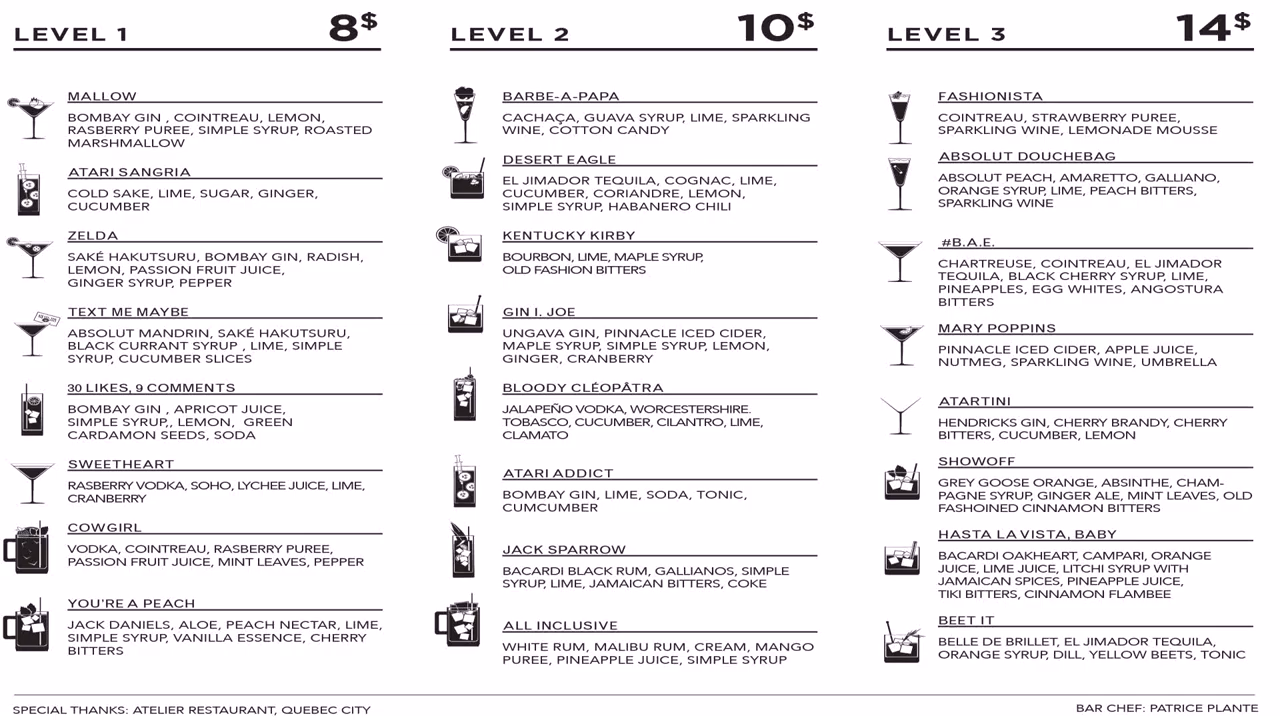 LEVEL 1 8$
MALLOW
BOMBAY GIN , COINTREAU, LEMON,
RASBERRY PUREE, SIMPLE SYRUP, ROASTED
MARSHMALLOW
ATARI SANGRIA
COLD SAKE, LIME, SUGAR, GINGER,
CUCUMBER
ZELDA
SAKÉ HAKUTSURU, BOMBAY GIN, RADISH,
LEMON, PASSION FRUIT JUICE,
GINGER SYRUP, PEPPER
TEXT ME MAYBE
ABSOLUT MANDRIN, SAKÉ HAKUTSURU,
BLACK CURRANT SYRUP , LIME, SIMPLE
SYRUP, CUCUMBER SLICES
30 LIKES, 9 COMMENTS
BOMBAY GIN , APRICOT JUICE,
SIMPLE SYRUP,, LEMON, GREEN
CARDAMON SEEDS, SODA
SWEETHEART
RASBERRY VODKA, SOHO, LYCHEE JUICE, LIME,
CRANBERRY
COWGIRL
VODKA, COINTREAU, RASBERRY PUREE,
PASSION FRUIT JUICE, MINT LEAVES, PEPPER
YOU'RE A PEACH
JACK DANIELS, ALOE, PEACH NECTAR, LIME,
SIMPLE SYRUP, VANILLA ESSENCE, CHERRY
BITTERS
LEVEL 2 10$
BARBE-A-PAPA
CACHAÇA, GUAVA SYRUP, LIME, SPARKLING
WINE, COTTON CANDY
DESERT EAGLE
EL JIMADOR TEQUILA, COGNAC, LIME,
CUCUMBER, CORIANDRE, LEMON,
SIMPLE SYRUP, HABANERO CHILI
KENTUCKY KIRBY
BOURBON, LIME, MAPLE SYRUP,
OLD FASHION BITTERS
GIN I. JOE
UNGAVA GIN, PINNACLE ICED CIDER,
MAPLE SYRUP, SIMPLE SYRUP, LEMON,
GINGER, CRANBERRY
BLOODY CLÉOPÂTRA
JALAPEÑO VODKA, WORCESTERSHIRE.
TOBASCO, CUCUMBER, CILANTRO, LIME,
CLAMATO
ATARI ADDICT
BOMBAY GIN, LIME, SODA, TONIC,
CUMCUMBER
JACK SPARROW
BACARDI BLACK RUM, GALLIANOS, SIMPLE
SYRUP, LIME, JAMAICAN BITTERS, COKE
ALL INCLUSIVE
WHITE RUM, MALIBU RUM, CREAM, MANGO
PUREE, PINEAPPLE JUICE, SIMPLE SYRUP
LEVEL 3 14$
FASHIONISTA
COINTREAU, STRAWBERRY PUREE,
SPARKLING WINE, LEMONADE MOUSSE
ABSOLUT DOUCHEBAG
ABSOLUT PEACH, AMARETTO, GALLIANO,
ORANGE SYRUP, LIME, PEACH BITTERS,
SPARKLING WINE
#B.A.E.
CHARTREUSE, COINTREAU, EL JIMADOR
TEQUILA, BLACK CHERRY SYRUP, LIME,
PINEAPPLES, EGG WHITES, ANGOSTURA
BITTERS
MARY POPPINS
PINNACLE ICED CIDER, APPLE JUICE,
NUTMEG, SPARKLING WINE, UMBRELLA
ATARTINI
HENDRICKS GIN, CHERRY BRANDY, CHERRY
BITTERS, CUCUMBER, LEMON
SHOWOFF
GREY GOOSE ORANGE, ABSINTHE, CHAM-
PAGNE SYRUP, GINGER ALE, MINT LEAVES, OLD
FASHOINED CINNAMON BITTERS
HASTA LA VISTA, BABY
BACARDI OAKHEART, CAMPARI, ORANGE
JUICE, LIME JUICE, LITCHI SYRUP WITH
JAMAICAN SPICES, PINEAPPLE JUICE,
TIKI BITTERS, CINNAMON FLAMBEE
BEET IT
BELLE DE BRILLET, EL JIMADOR TEQUILA,
ORANGE SYRUP, DILL, YELLOW BEETS, TONIC
SPECIAL THANKS: ATELIER RESTAURANT, QUEBEC CITY
BAR CHEF: PATRICE PLANTE